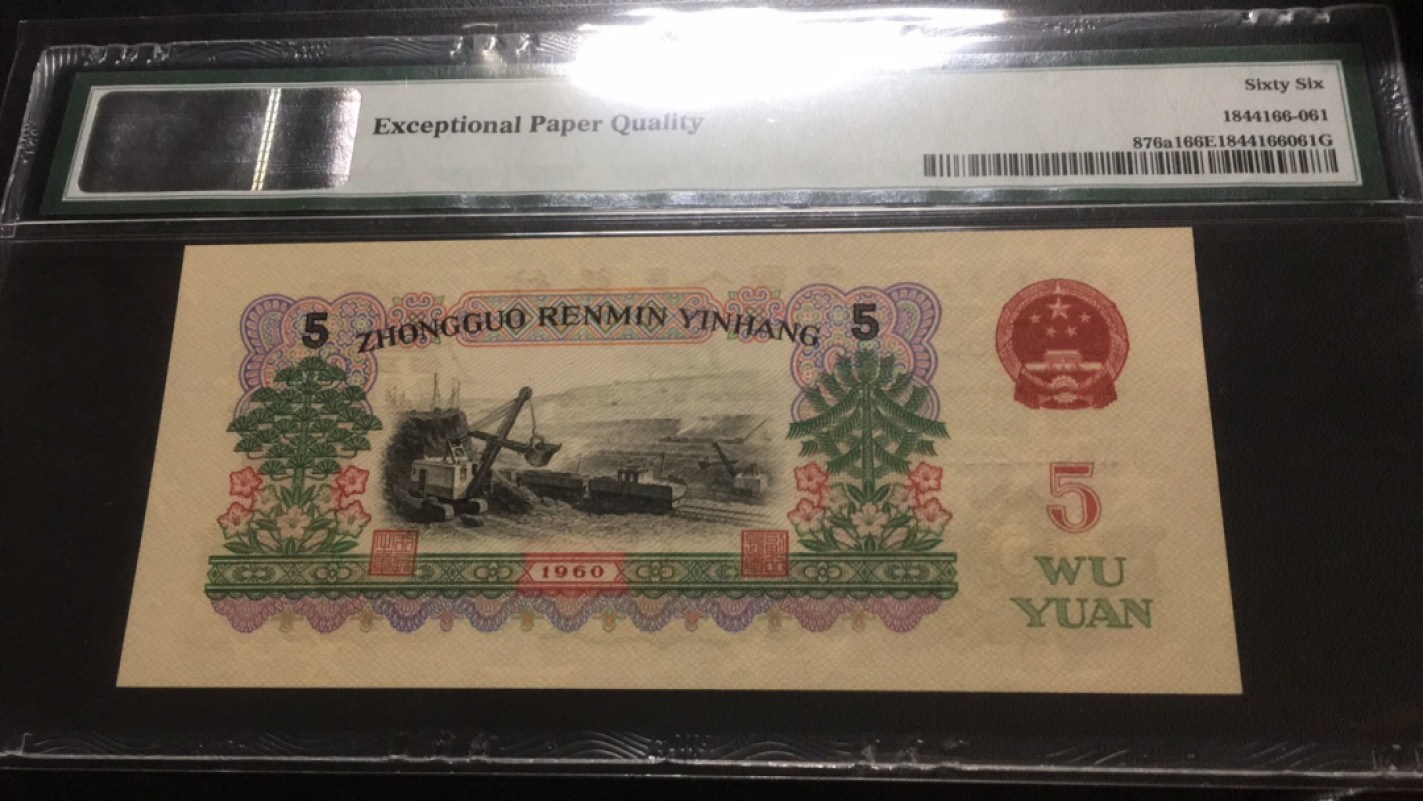 Sixty Six
1844166-061
Exceptional Paper Quality
876a166E1844166061G
5 ZHONGGUO RENMIN YINHANG 5
5
WU
YUAN
1960